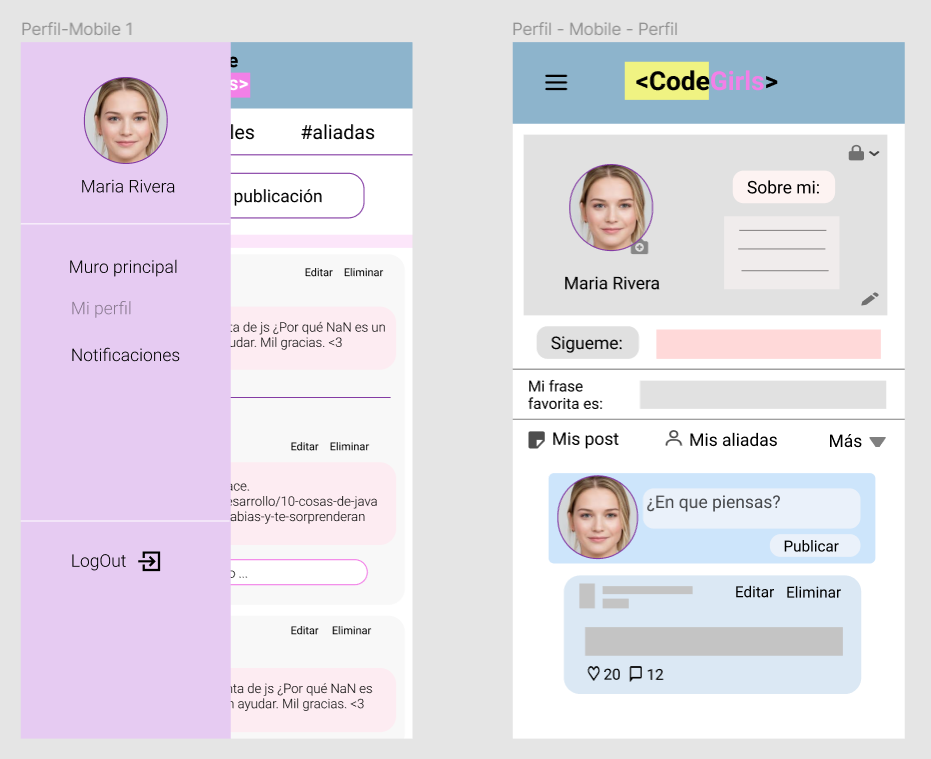 Perfil-Mobile 1
Maria Rivera
Muro principal
Mi perfil
Notificaciones
LogOut
#aliadas
publicación
Editar Eliminar
ta de js ¿Por qué NaN es un
udar. Mil gracias. <3
Editar Eliminar
ace.
esarrollo/10-cosas-de-java
abias-y-te-sorprenderan
o ...
Editar Eliminar
nta de js ¿Por qué NaN es
n ayudar. Mil gracias. <3
Perfil - Mobile - Perfil
<CodeGirls>
Sobre mi:
Maria Rivera
Sigueme:
Mi frase
favorita es:
Mis post Mis aliadas Más
¿En que piensas?
Publicar
Editar Eliminar
20 12